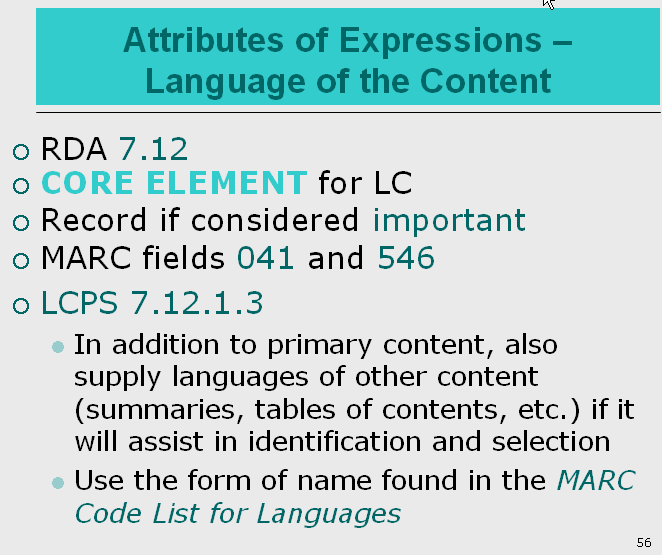 Attributes of Expressions –
Language of the Content
RDA 7.12
CORE ELEMENT for LC
Record if considered important
MARC fields 041 and 546
LCPS 7.12.1.3
In addition to primary content, also
supply languages of other content
(summaries, tables of contents, etc.) if it
will assist in identification and selection
Use the form of name found in the MARC
Code List for Languages
56